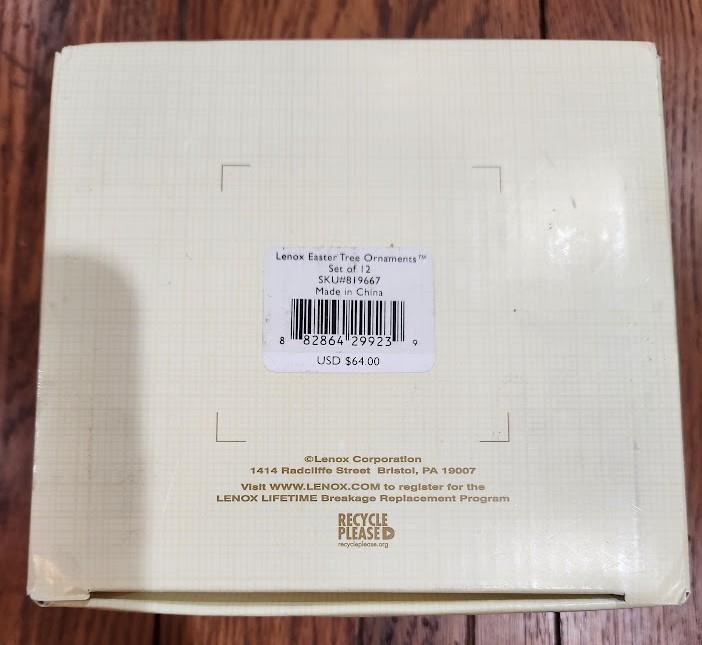 Lenox Easter Tree Ornaments™
Set of 12
SKU#819667
Made in China
8 82864 29923 9
USD $64.00
©Lenox Corporation
1414 Radcliffe Street Bristol, PA 19007
Visit WWW.LENOX.COM to register for the
LENOX LIFETIME Breakage Replacement Program
RECYCLE
PLEASE
recycleplease.org